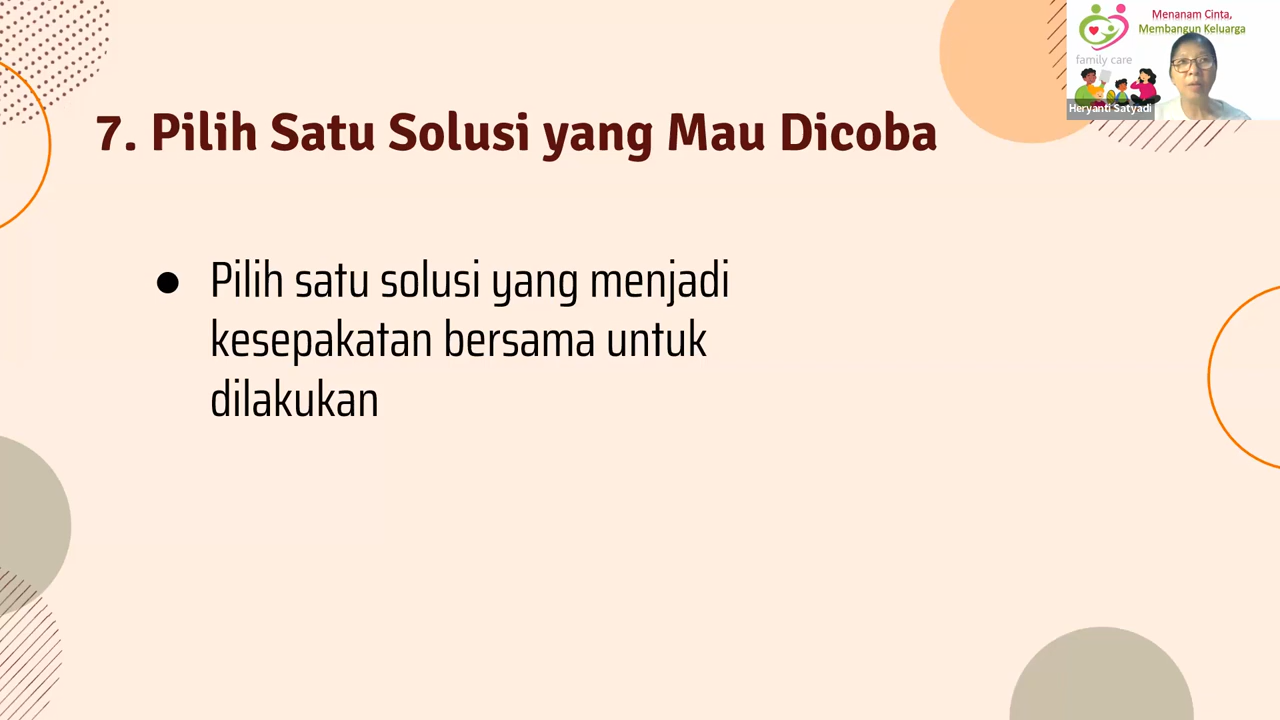 Menanam Cinta,
Membangun Keluarga
family care
Heryanti Satyadi
7. Pilih Satu Solusi yang Mau Dicoba
● Pilih satu solusi yang menjadi
kesepakatan bersama untuk
dilakukan